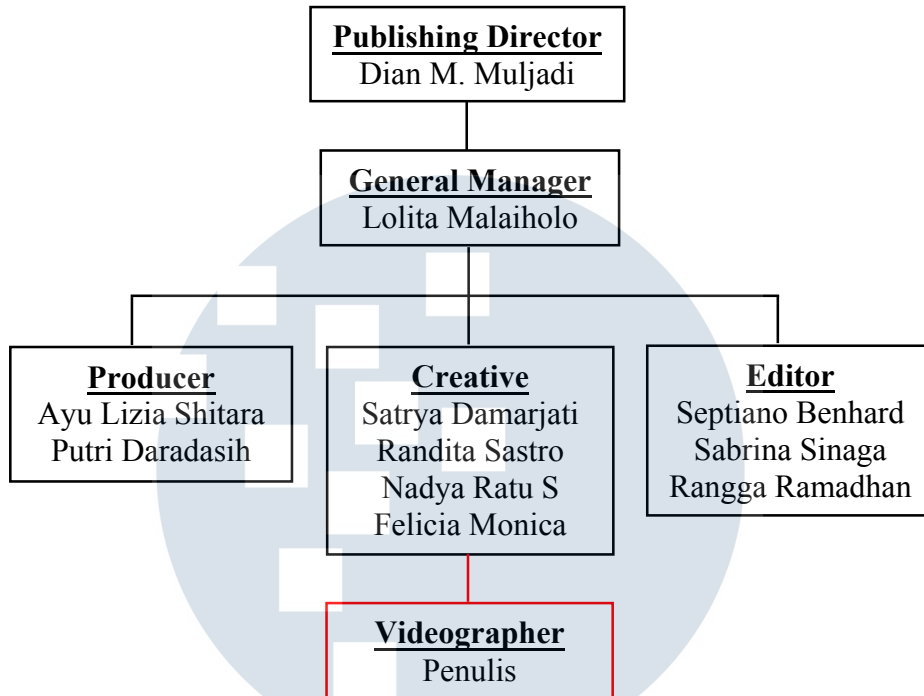 Publishing Director
Dian M. Muljadi
General Manager
Lolita Malaiholo
Producer
Ayu Lizia Shitara
Putri Daradasih
Creative
Satrya Damarjati
Randita Sastro
Nadya Ratu S
Felicia Monica
Editor
Septiano Benhard
Sabrina Sinaga
Rangga Ramadhan
Videographer
Penulis